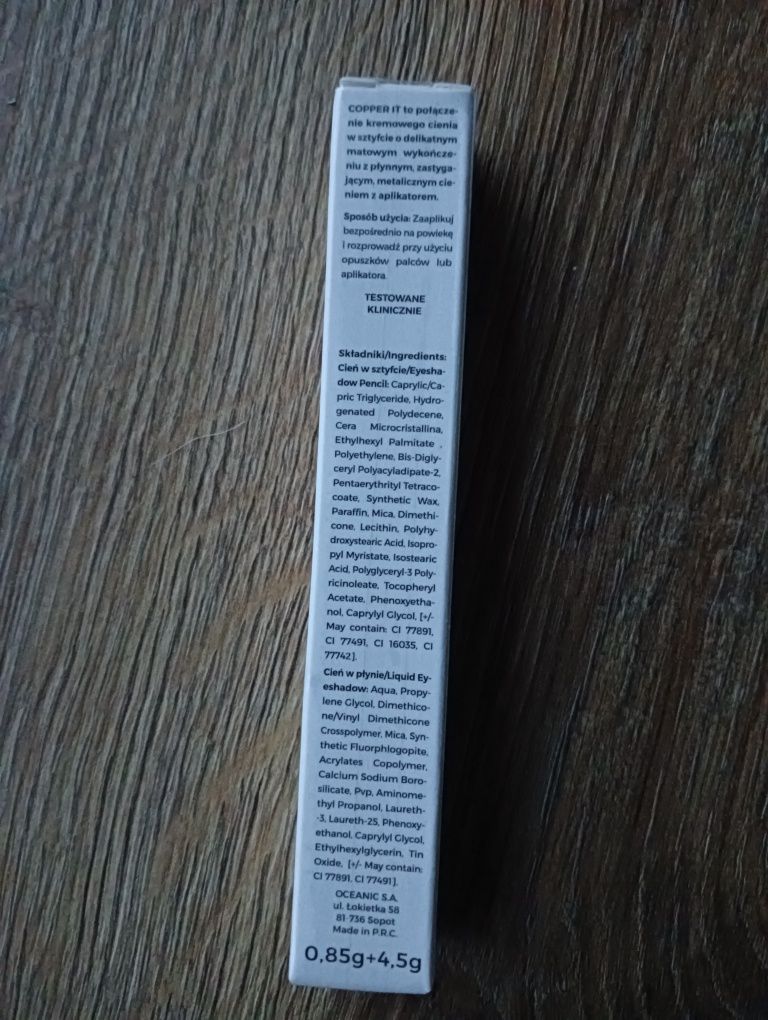 COPPER IT to połącze-
nie kremowego cienia
w sztyfcie o delikatnym
matowym wykończe-
niu z płynnym, zastyga-
jącym, metalicznym cie-
niem z aplikatorem.
Sposób użycia: Zaaplikuj
bezpośrednio na powiekę
i rozprowadź przy użyciu
opuszków palców lub
aplikatora.
TESTOWANE
KLINICZNIE
Składniki/Ingredients:
Cień w sztyfcie/Eyesha-
dow Pencil: Caprylic/Ca-
pric Triglyceride, Hydro-
genated Polydecene,
Cera Microcristallina,
Ethylhexyl Palmitate ,
Polyethylene, Bis-Digly-
ceryl Polyacyladipate-2,
Pentaerythrityl Tetraco-
coate, Synthetic Wax,
Paraffin, Mica, Dimethi-
cone, Lecithin, Polyhy-
droxystearic Acid, Isopro-
pyl Myristate, Isostearic
Acid, Polyglyceryl-3 Poly-
ricinoleate, Tocopheryl
Acetate, Phenoxyetha-
nol, Caprylyl Glycol, [+/-
May contain: CI 77891,
CI 77491, CI 16035, CI
77742].
Cień w płynie/Liquid Ey-
eshadow: Aqua, Propy-
lene Glycol, Dimethico-
ne/Vinyl Dimethicone
Crosspolymer, Mica, Syn-
thetic Fluorphlogopite,
Acrylates Copolymer,
Calcium Sodium Boro-
silicate, Pvp, Aminome-
thyl Propanol, Laureth-
-3, Laureth-25, Phenoxy-
ethanol, Caprylyl Glycol,
Ethylhexylglycerin, Tin
Oxide, [+/- May contain:
CI 77891, CI 77491].
OCEANIC S.A.
ul. Łokietka 58
81-736 Sopot
Made in P.R.C.
0,85g+4,5g